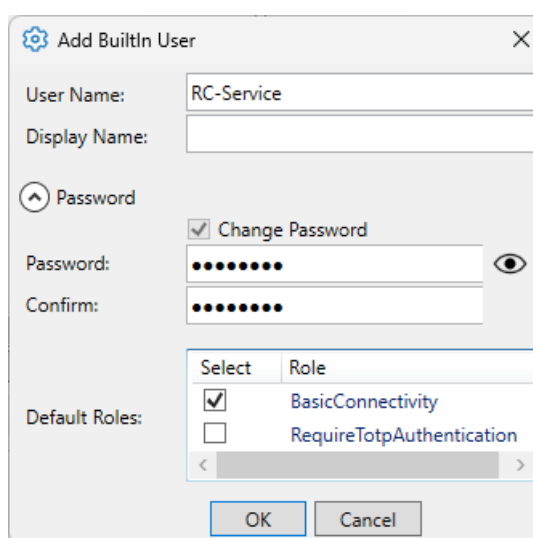 Add BuiltIn User
User Name: RC-Service
Display Name:
Password
Change Password
Password: ●●●●●●●●
Confirm: ●●●●●●●●
Select Role
BasicConnectivity
Default Roles:
RequireTotpAuthentication
OK Cancel